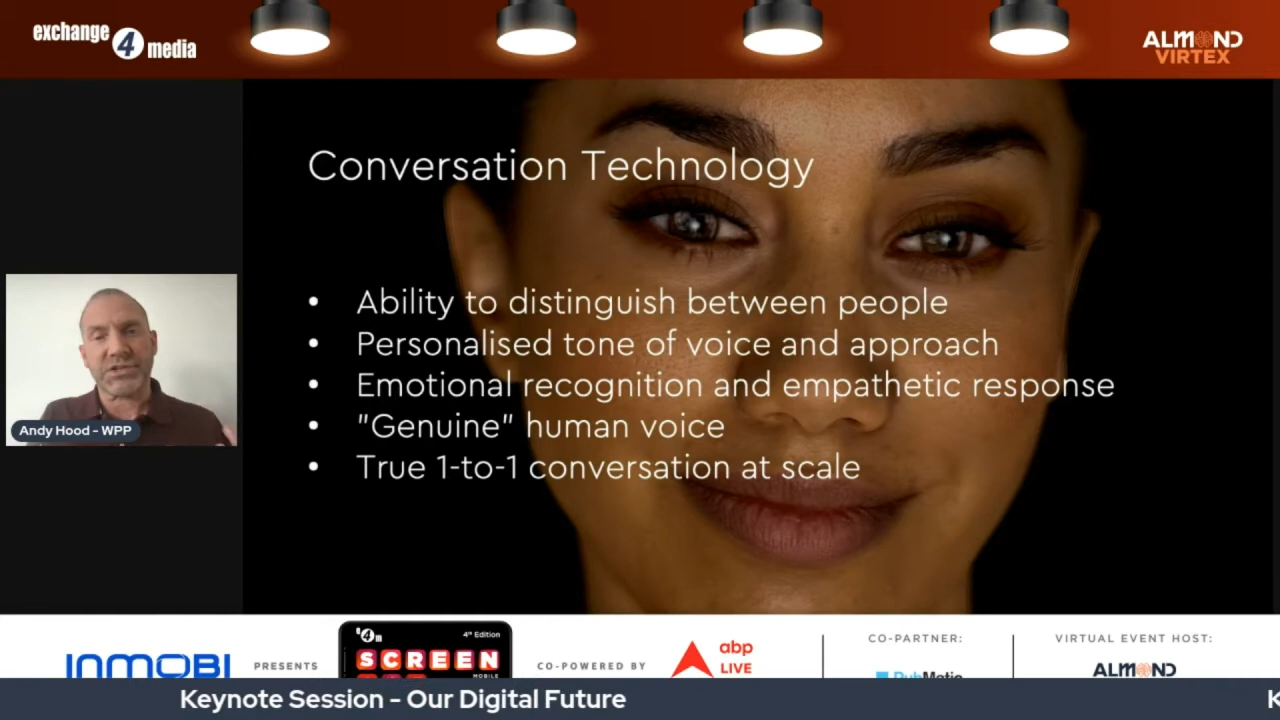 exchange
4
media
ALMOND
VIRTEX
Conversation Technology
• Ability to distinguish between people
• Personalised tone of voice and approach
• Emotional recognition and empathetic response
• "Genuine" human voice
• True 1-to-1 conversation at scale
Andy Hood - WPP
e4m
4th Edition
SCREEN
MOBILE
INMOBI
PRESENTS
CO-POWERED BY
abp
LIVE
CO-PARTNER:
PubMatic
VIRTUAL EVENT HOST:
ALMOND
Keynote Session - Our Digital Future
K